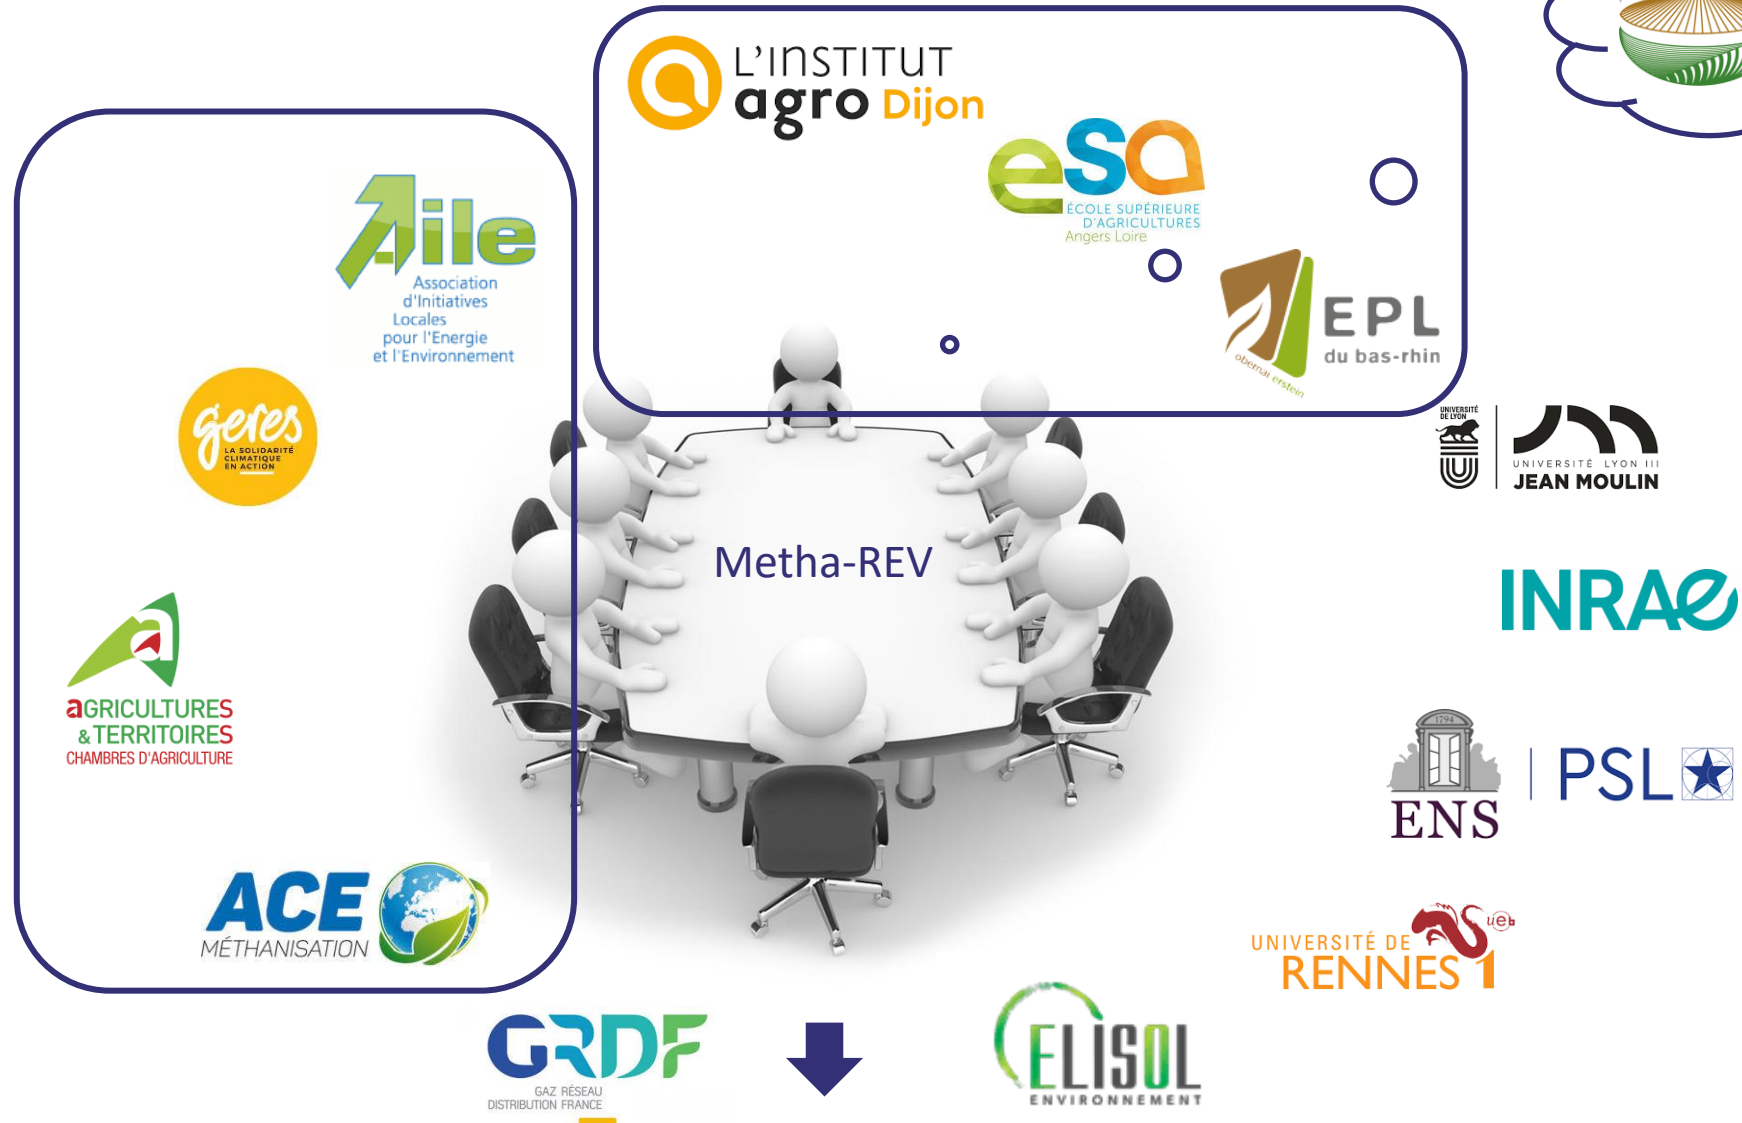 L'INSTITUT
agro Dijon
esa
ÉCOLE SUPÉRIEURE
D'AGRICULTURES
Angers Loire
EPL
du bas-rhin
obernai erstein
Aile
Association
d'Initiatives
Locales
pour l'Energie
et l'Environnement
geres
LA SOLIDARITÉ
CLIMATIQUE
EN ACTION
aGRICULTURES
& TERRITOIRES
CHAMBRES D'AGRICULTURE
ACE
MÉTHANISATION
Metha-REV
UNIVERSITÉ
DE LYON
UNIVERSITÉ LYON III
JEAN MOULIN
INRAE
1794
ENS
PSL
ueb
UNIVERSITÉ DE
RENNES 1
GRDF
GAZ RÉSEAU
DISTRIBUTION FRANCE
ELISOL
ENVIRONNEMENT